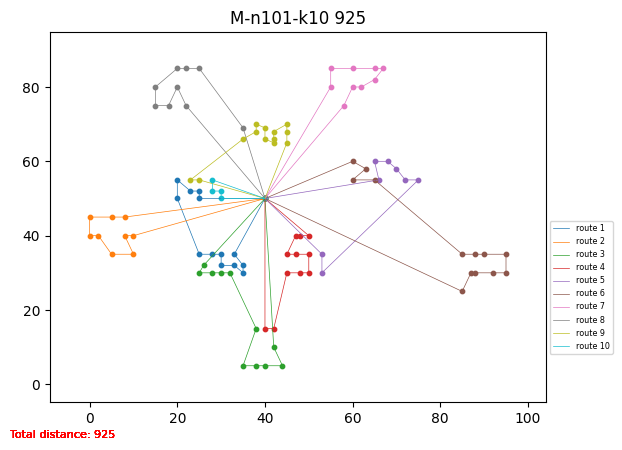 M-n101-k10 925
80
60
40
20
0
0 20 40 60 80 100
route 1
route 2
route 3
route 4
route 5
route 6
route 7
route 8
route 9
route 10
Total distance: 925